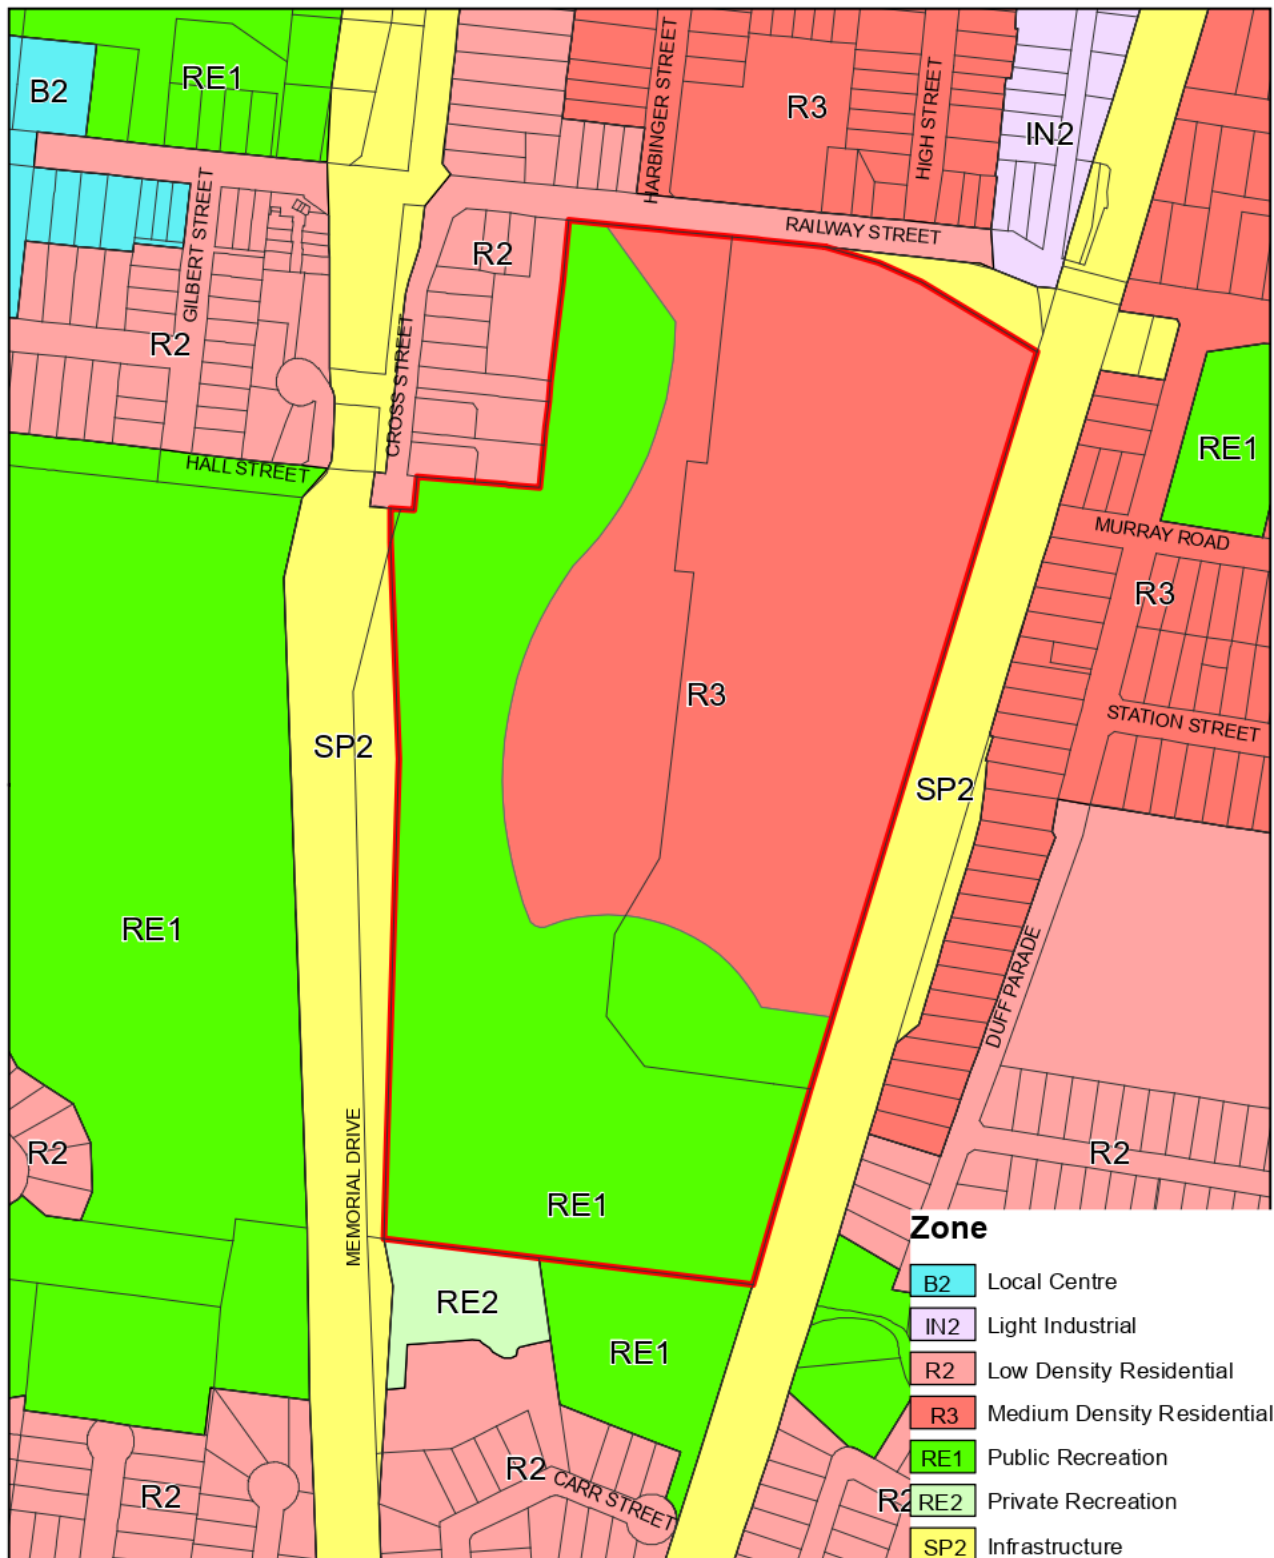 B2
RE1
HARBINGER STREET
R3
HIGH STREET
IN2
GILBERT STREET
RAILWAY STREET
R2
R2
CROSS STREET
HALL STREET
RE1
MURRAY ROAD
R3
R3
STATION STREET
SP2
SP2
RE1
DUFF PARADE
MEMORIAL DRIVE
R2
R2
RE1
RE2
RE1
R2
CARR STREET
R2
R2
Zone
B2 Local Centre
IN2 Light Industrial
R2 Low Density Residential
R3 Medium Density Residential
RE1 Public Recreation
RE2 Private Recreation
SP2 Infrastructure